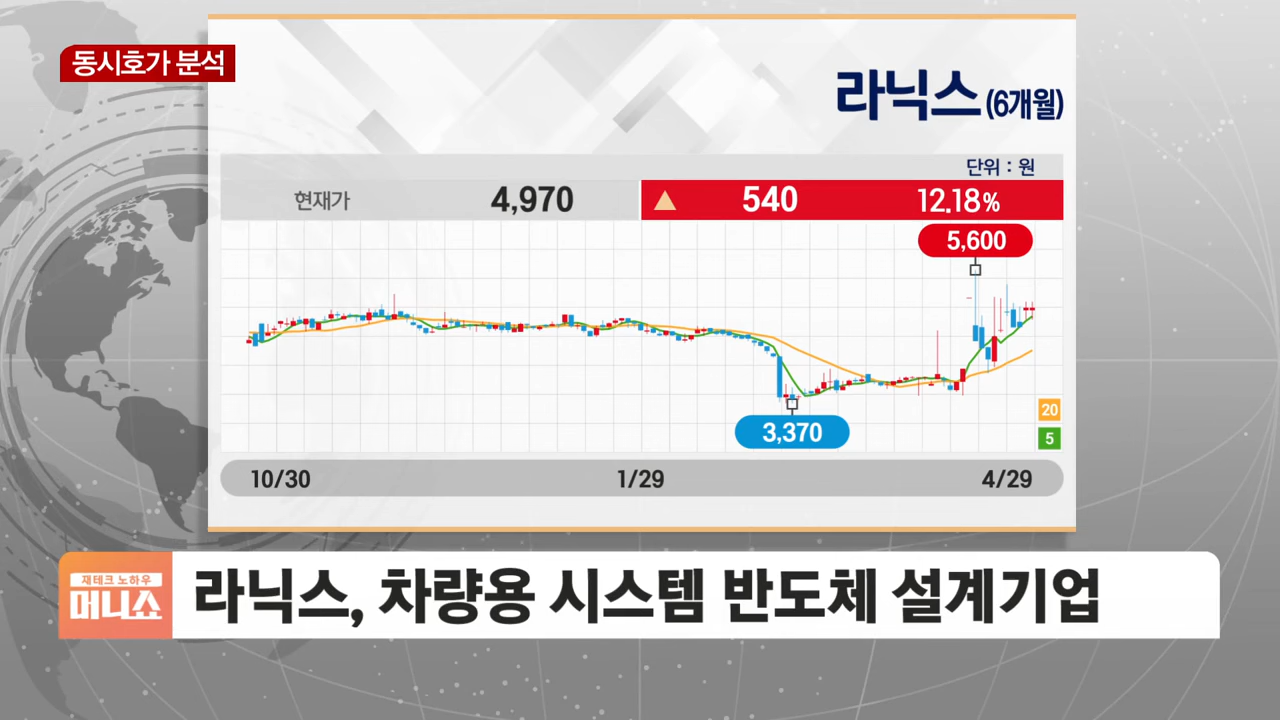 동시호가 분석
라닉스 (6개월)
단위 : 원
현재가 4,970 ▲ 540 12.18%
5,600
3,370
20
5
10/30 1/29 4/29
재테크 노하우
머니쇼
라닉스, 차량용 시스템 반도체 설계기업